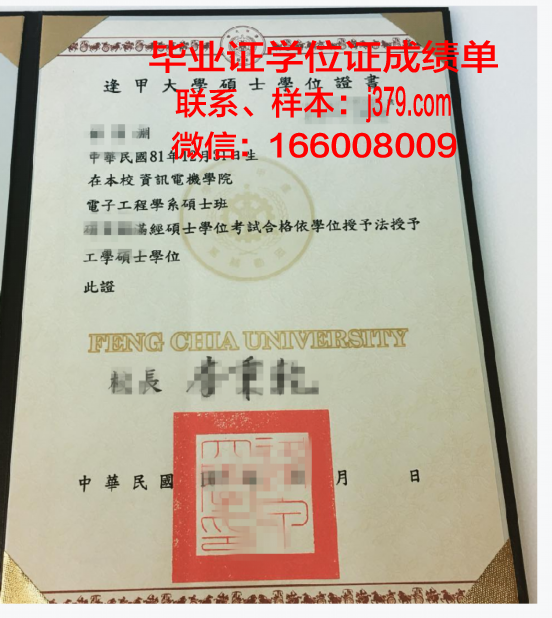 毕业证学位证成绩单
逢甲大學碩士學位證書
联系、样本：j379.com
微信：166008009
中華民國81年12月31日生
在本校 資訊電機學院
電子工程學系碩士班
經碩士學位考試合格依學位授予法授予
工學碩士學位
此證
FENG CHIA UNIVERSITY
校長
中華民國 月 日